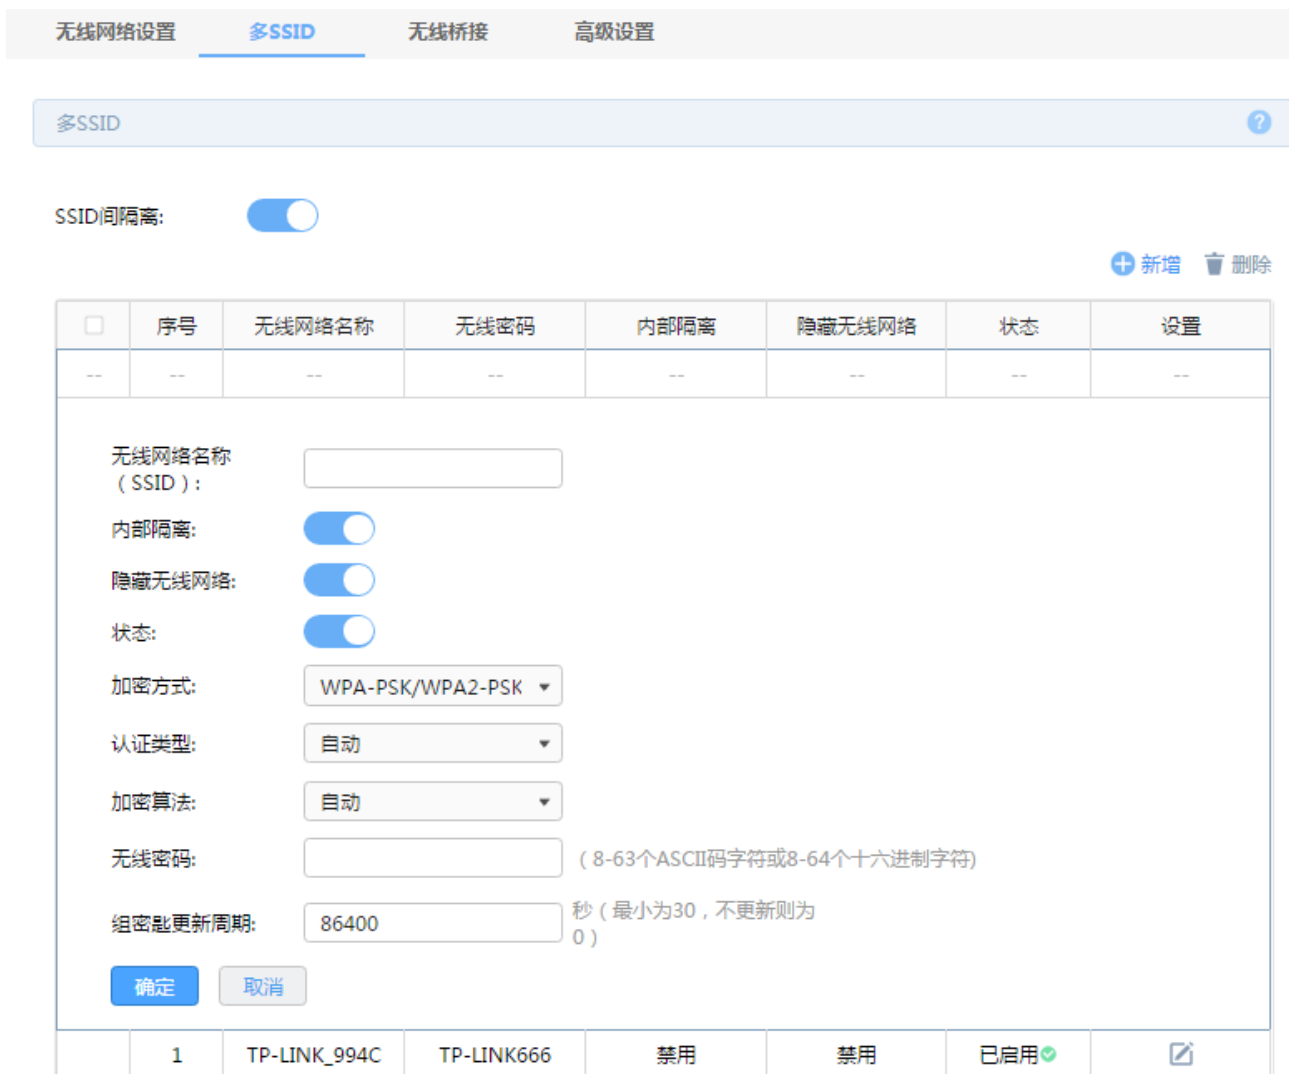 无线网络设置 多SSID 无线桥接 高级设置
多SSID
SSID间隔离:
新增 删除
序号 无线网络名称 无线密码 内部隔离 隐藏无线网络 状态 设置
-- -- -- -- -- -- -- --
无线网络名称
（SSID）:
内部隔离:
隐藏无线网络:
状态:
加密方式: WPA-PSK/WPA2-PSK
认证类型: 自动
加密算法: 自动
无线密码: （8-63个ASCII码字符或8-64个十六进制字符)
组密匙更新周期: 86400 秒（最小为30，不更新则为
0）
确定 取消
1 TP-LINK_994C TP-LINK666 禁用 禁用 已启用